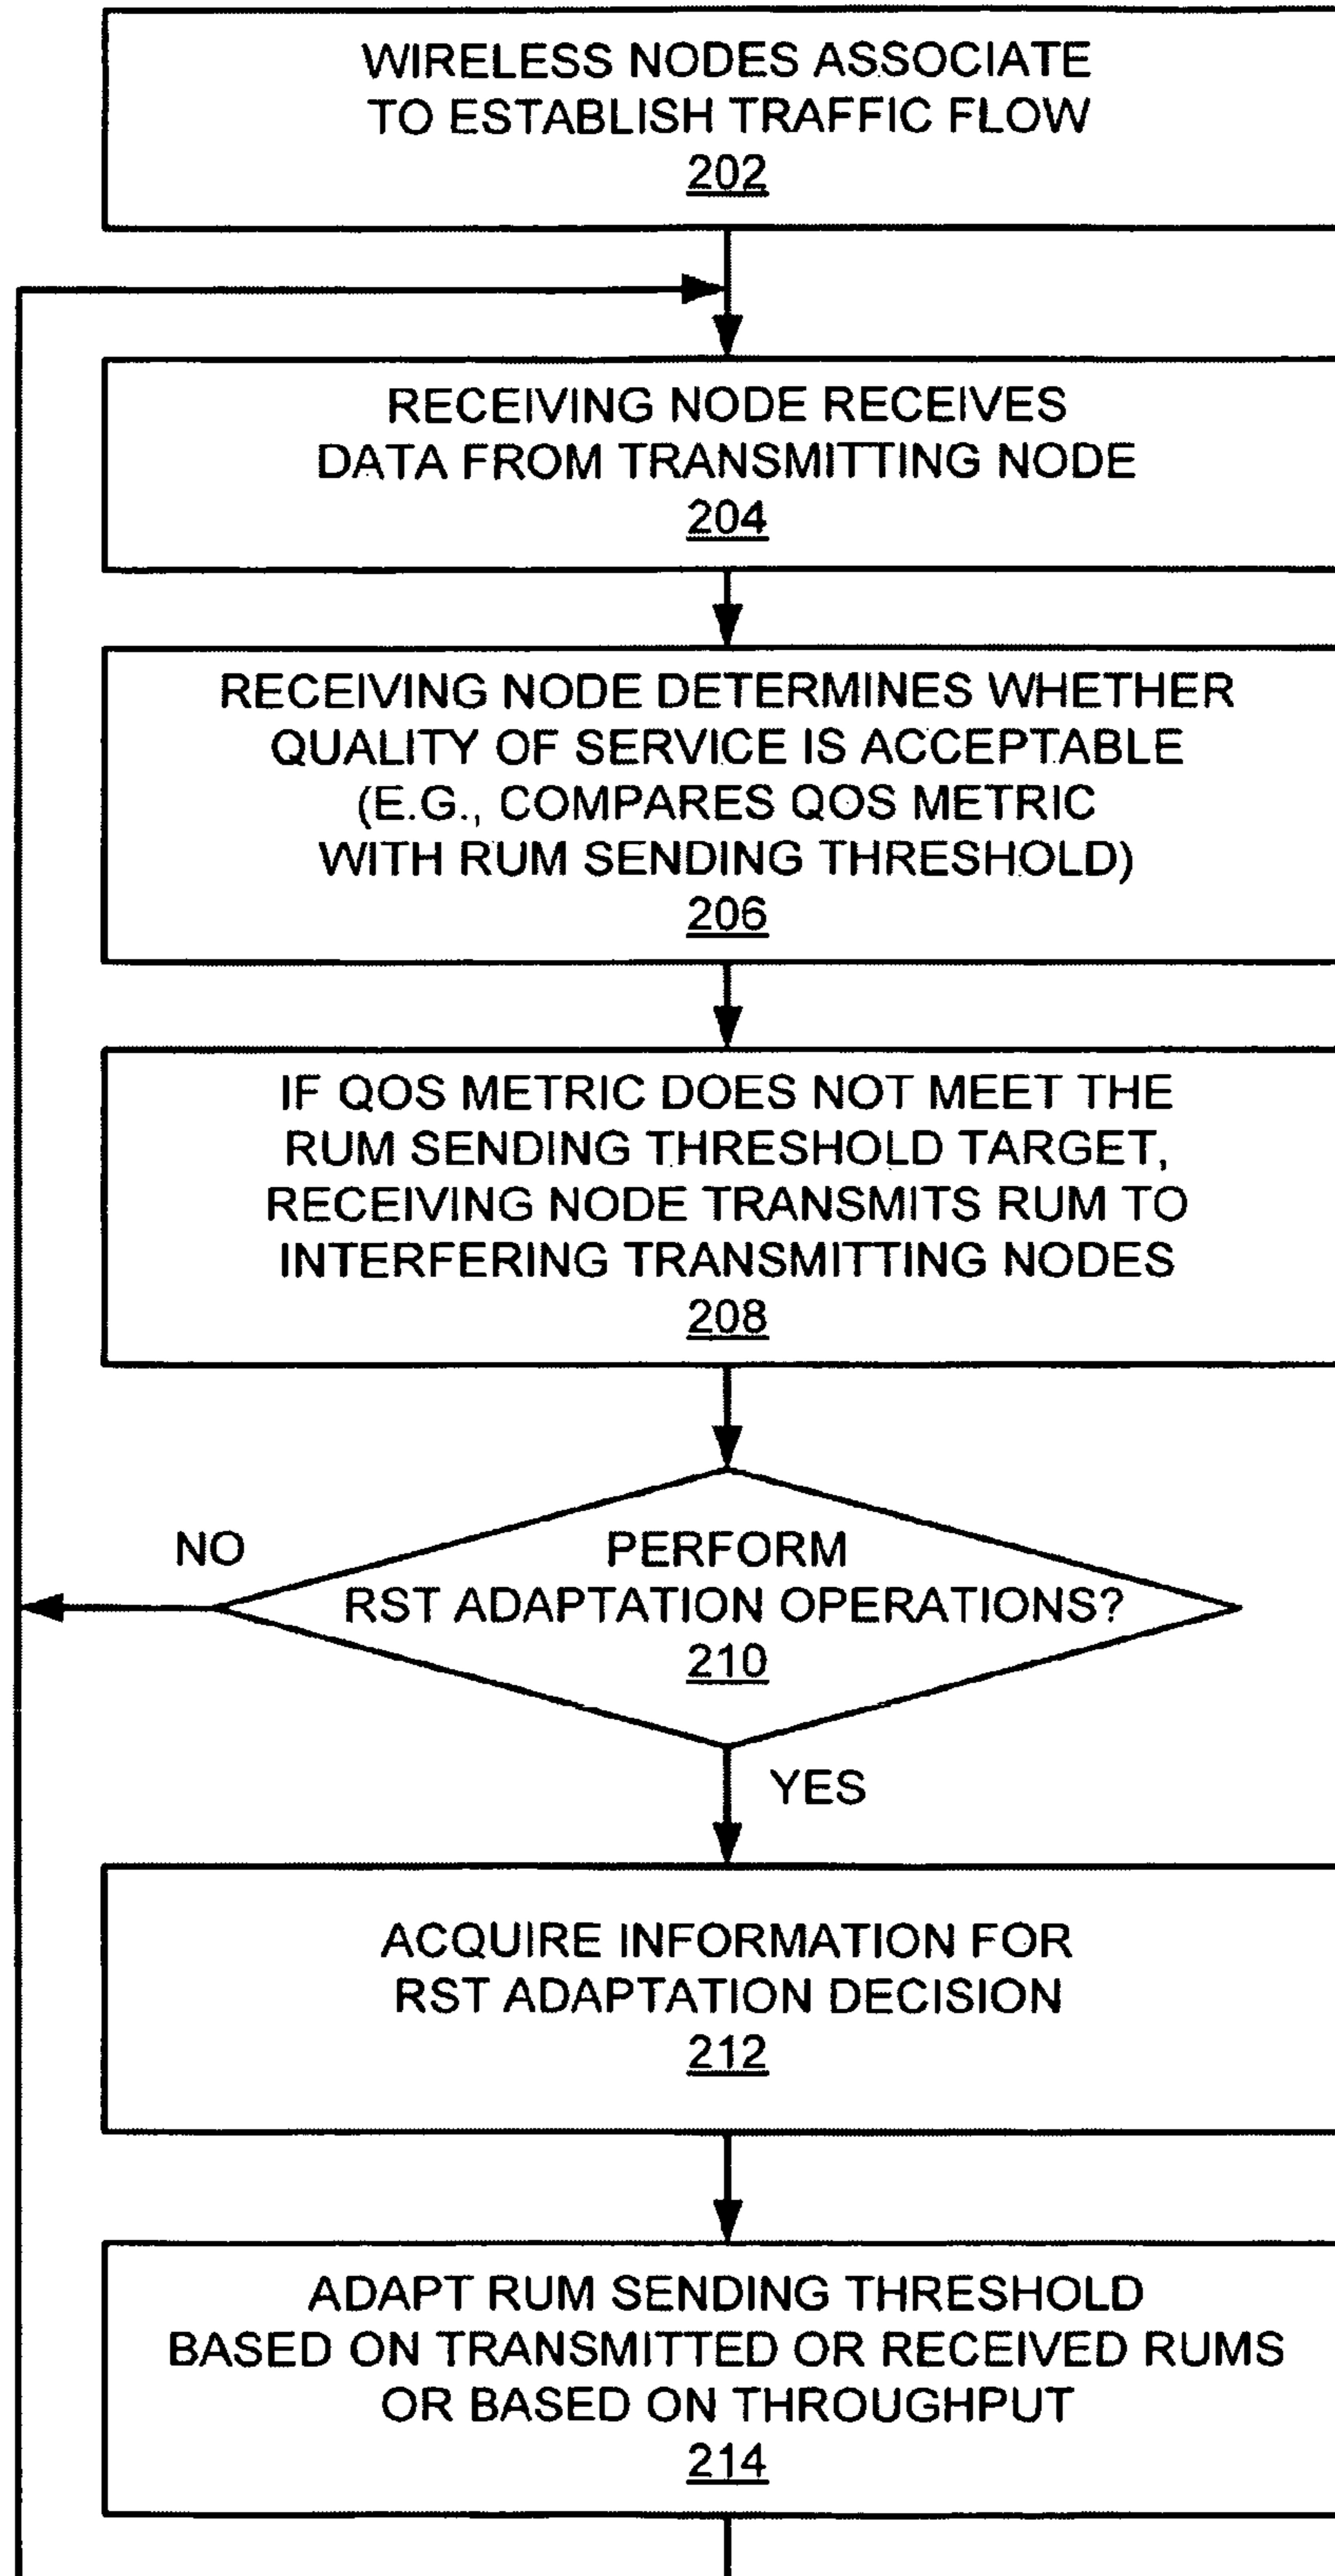 WIRELESS NODES ASSOCIATE
TO ESTABLISH TRAFFIC FLOW
202
RECEIVING NODE RECEIVES
DATA FROM TRANSMITTING NODE
204
RECEIVING NODE DETERMINES WHETHER
QUALITY OF SERVICE IS ACCEPTABLE
(E.G., COMPARES QOS METRIC
WITH RUM SENDING THRESHOLD)
206
IF QOS METRIC DOES NOT MEET THE
RUM SENDING THRESHOLD TARGET,
RECEIVING NODE TRANSMITS RUM TO
INTERFERING TRANSMITTING NODES
208
NO
PERFORM
RST ADAPTATION OPERATIONS?
210
YES
ACQUIRE INFORMATION FOR
RST ADAPTATION DECISION
212
ADAPT RUM SENDING THRESHOLD
BASED ON TRANSMITTED OR RECEIVED RUMS
OR BASED ON THROUGHPUT
214